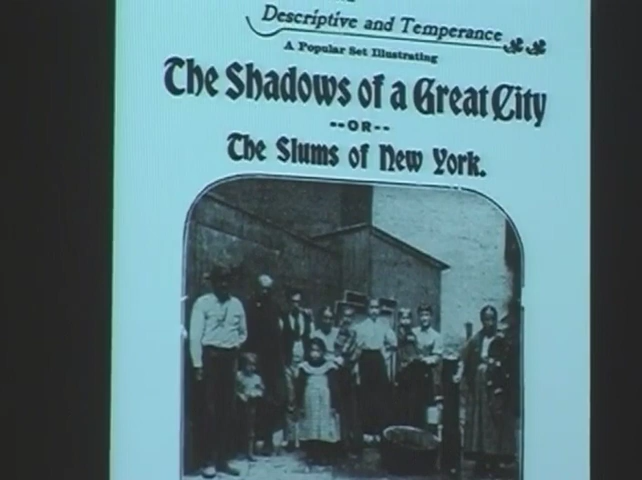 Descriptive and Temperance
A Popular Set Illustrating
The Shadows of a Great City
--OR--
The Slums of New York.